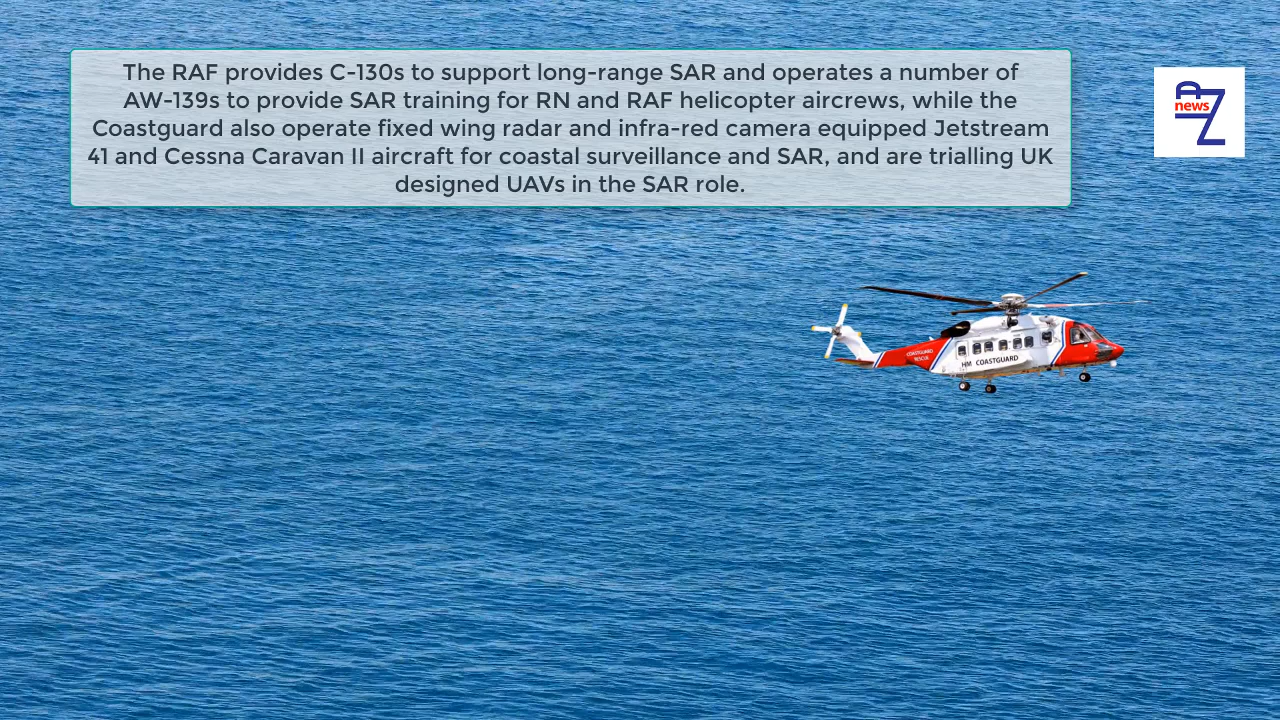 The RAF provides C-130s to support long-range SAR and operates a number of
AW-139s to provide SAR training for RN and RAF helicopter aircrews, while the
Coastguard also operate fixed wing radar and infra-red camera equipped Jetstream
41 and Cessna Caravan II aircraft for coastal surveillance and SAR, and are trialling UK
designed UAVs in the SAR role.
A
news
Z
COASTGUARD
RESCUE
HM COASTGUARD